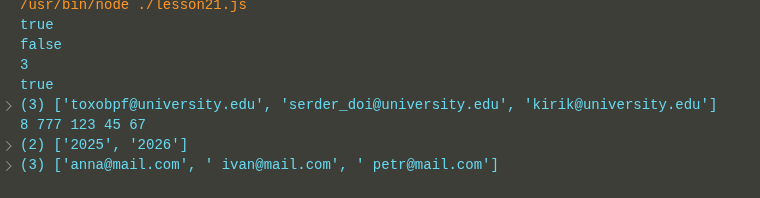 /usr/bin/node ./lesson21.js
true
false
3
true
(3) ['toxobpf@university.edu', 'serder_doi@university.edu', 'kirik@university.edu']
8 777 123 45 67
(2) ['2025', '2026']
(3) ['anna@mail.com', ' ivan@mail.com', ' petr@mail.com']